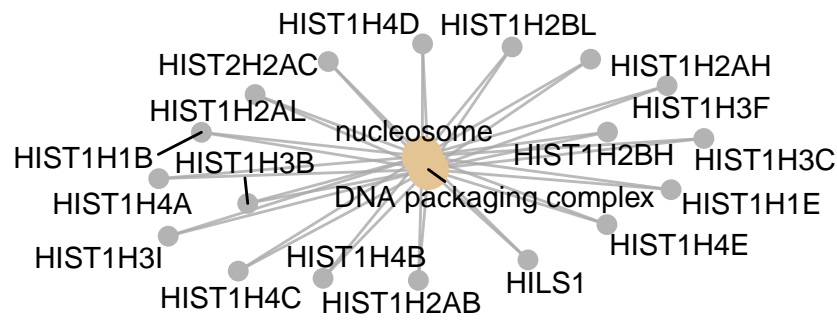 HIST1H4D
HIST1H2BL
HIST2H2AC
HIST1H2AH
HIST1H2AL
HIST1H3F
nucleosome
HIST1H1B
HIST1H3B
HIST1H2BH
HIST1H3C
HIST1H4A
DNA packaging complex
HIST1H1E
HIST1H3I
HIST1H4B
HIST1H4E
HIST1H4C
HIST1H2AB
HILS1